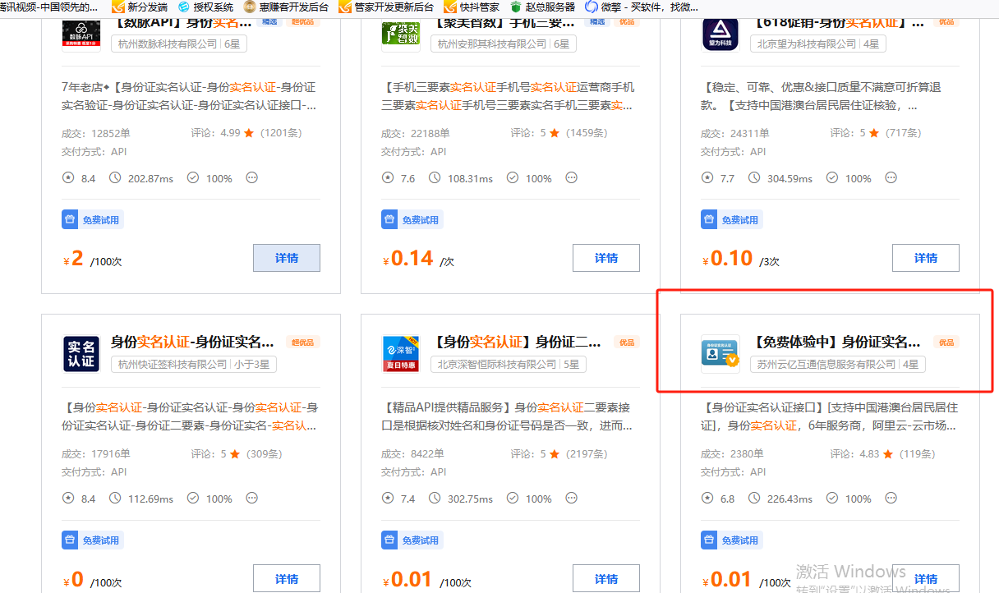 腾讯视频-中国领先的...
新分发端
授权系统
惠赚客开发后台
管家开发更新后台
快抖管家
赵总服务器
微擎 - 买软件，找微...
数脉API
【数脉API】身份实名...
精选
超优品
杭州数脉科技有限公司 | 6星
聚美智数
【聚美智数】手机三要...
精选
优品
杭州安那其科技有限公司 | 6星
望为科技
【618促销-身份实名认证】...
优品
北京望为科技有限公司 | 4星
7年老店◆【身份证实名认证-身份实名认证-身份证
实名验证-身份证实名认证-身份证实名认证接口-...
成交：12852单
评论：4.99 ★ (1201条)
交付方式：API
8.4
202.87ms
100%
免费试用
¥2 /100次
详情
【手机三要素实名认证手机号实名认证运营商手机
三要素实名认证手机号三要素实名手机三要素实...
成交：22188单
评论：5 ★ (1459条)
交付方式：API
7.6
108.31ms
100%
免费试用
¥0.14 /次
详情
【稳定、可靠、优惠&接口质量不满意可折算退
款。【支持中国港澳台居民居住证核验，...
成交：24311单
评论：5 ★ (717条)
交付方式：API
7.7
304.59ms
100%
免费试用
¥0.10 /3次
详情
实名
认证
身份实名认证-身份证实名...
超优品
杭州快证签科技有限公司 | 小于3星
【身份实名认证-身份证实名认证-身份实名认证-身
份证实名认证-身份证二要素-身份证实名-实名认...
成交：17916单
评论：5 ★ (309条)
交付方式：API
8.4
112.69ms
100%
免费试用
¥0 /100次
详情
HOT
深智
夏日特惠
【身份实名认证】身份证二...
优品
北京深智恒际科技有限公司 | 5星
【精品API提供精品服务】身份实名认证二要素接
口是根据核对姓名和身份证号码是否一致，进而...
成交：8422单
评论：5 ★ (2197条)
交付方式：API
7.4
302.75ms
100%
免费试用
¥0.01 /100次
详情
【免费体验中】身份证实名...
优品
苏州云亿互通信息服务有限公司 | 4星
【身份证实名认证接口】[支持中国港澳台居民居住
证]，身份实名认证，6年服务商，阿里云-云市场...
成交：2380单
评论：4.83 ★ (119条)
交付方式：API
6.8
226.43ms
100%
免费试用
¥0.01 /100次
详情
激活 Windows
转到"设置"以激活 Windows